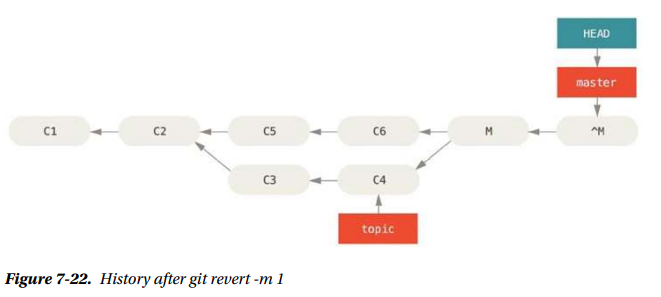 HEAD
master
C1 C2 C5 C6 M ^M
C3 C4
topic
Figure 7-22. History after git revert -m 1